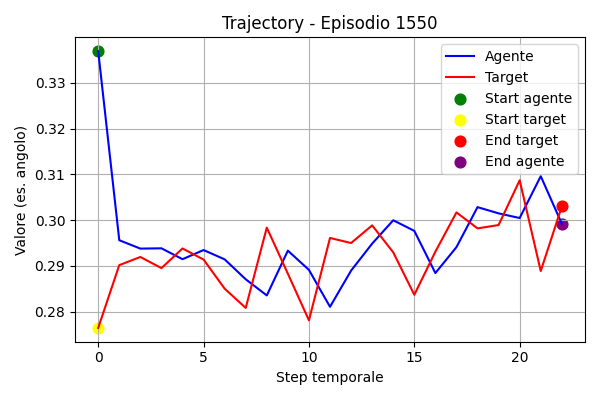 Trajectory - Episodio 1550
Agente
Target
Start agente
Start target
End target
End agente
Valore (es. angolo)
0.33
0.32
0.31
0.30
0.29
0.28
0
5
10
15
20
Step temporale